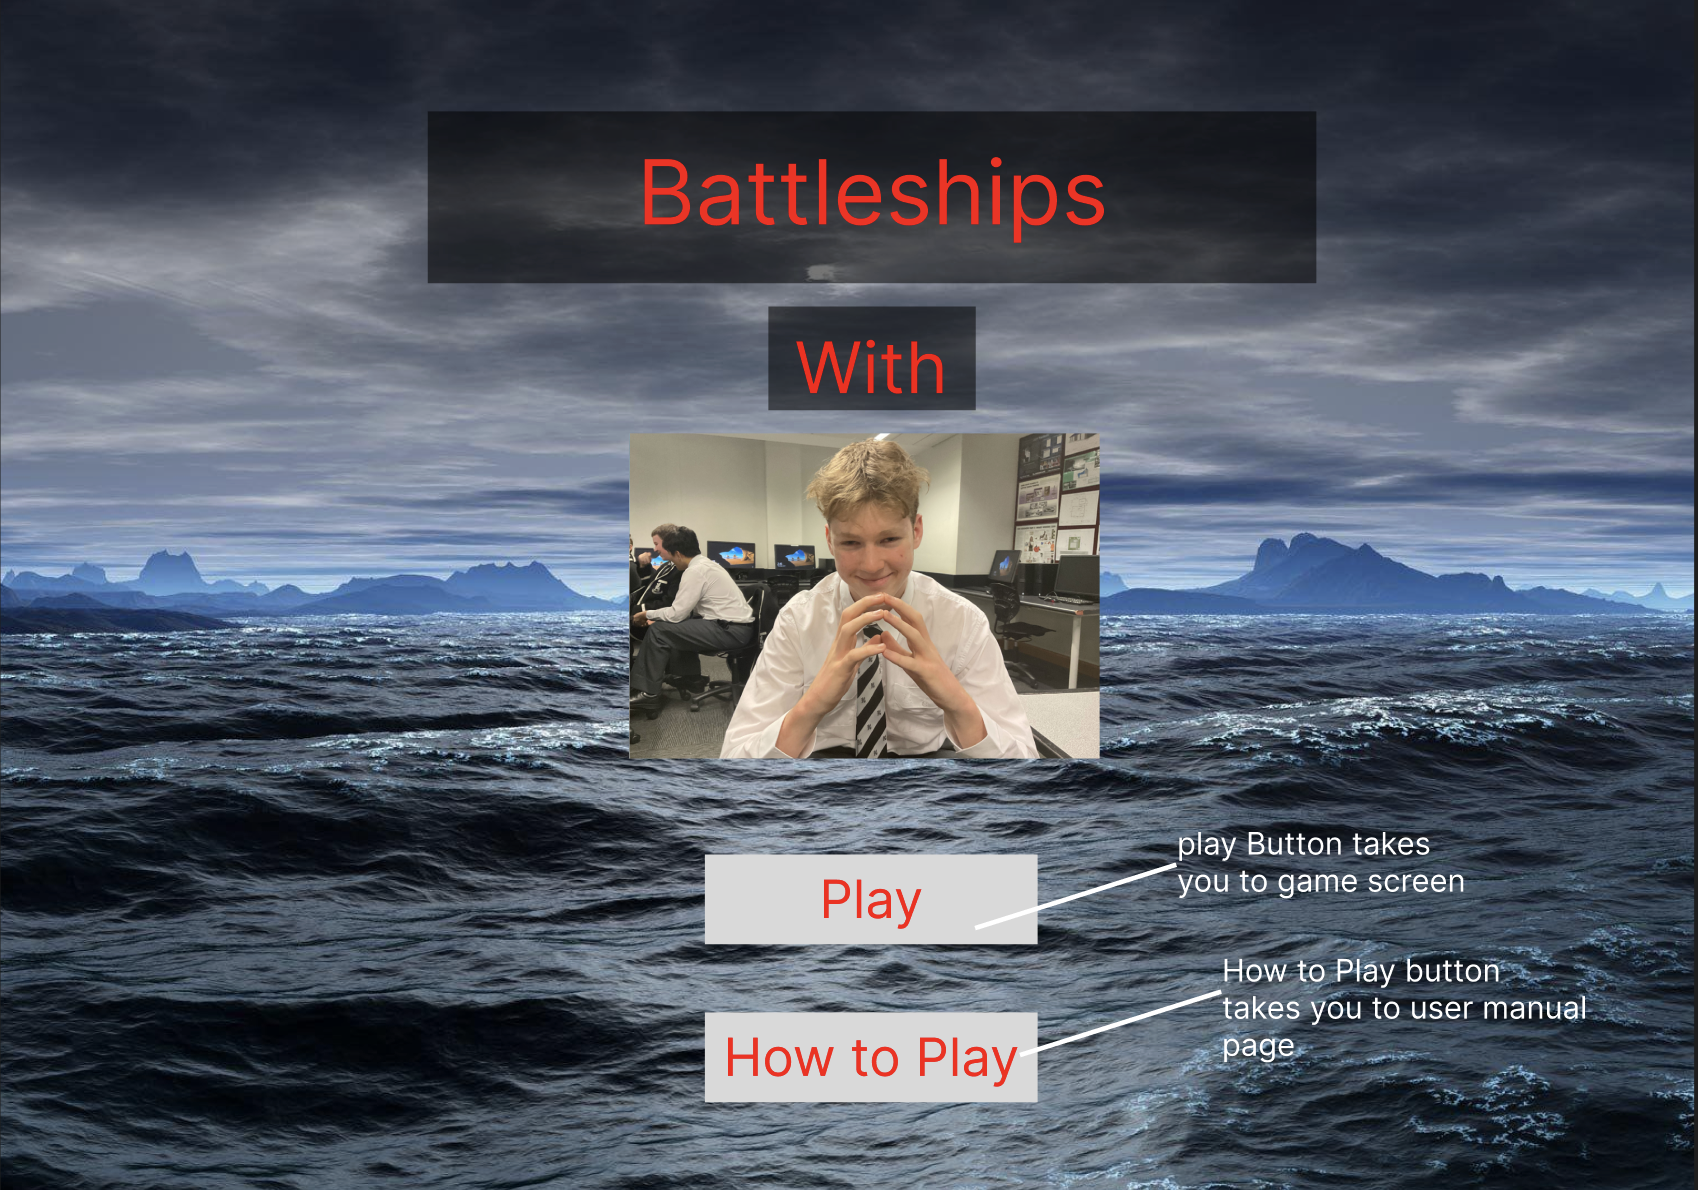 Battleships
With
Play
play Button takes
you to game screen
How to Play
How to Play button
takes you to user manual
page